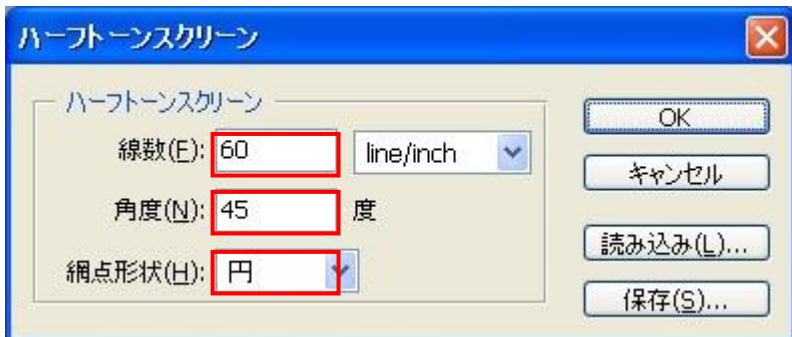 ハーフトーンスクリーン
ハーフトーンスクリーン
線数(F): 60 line/inch
角度(N): 45 度
網点形状(H): 円
OK
キャンセル
読み込み(L)...
保存(S)...